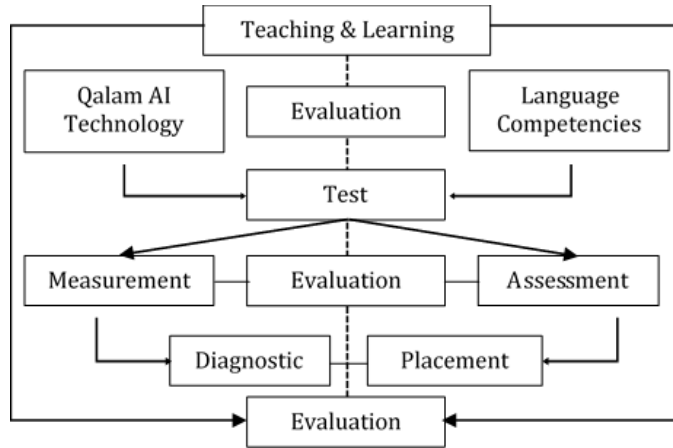 Teaching & Learning
Qalam AI
Technology
Evaluation
Language
Competencies
Test
Measurement
Evaluation
Assessment
Diagnostic
Placement
Evaluation